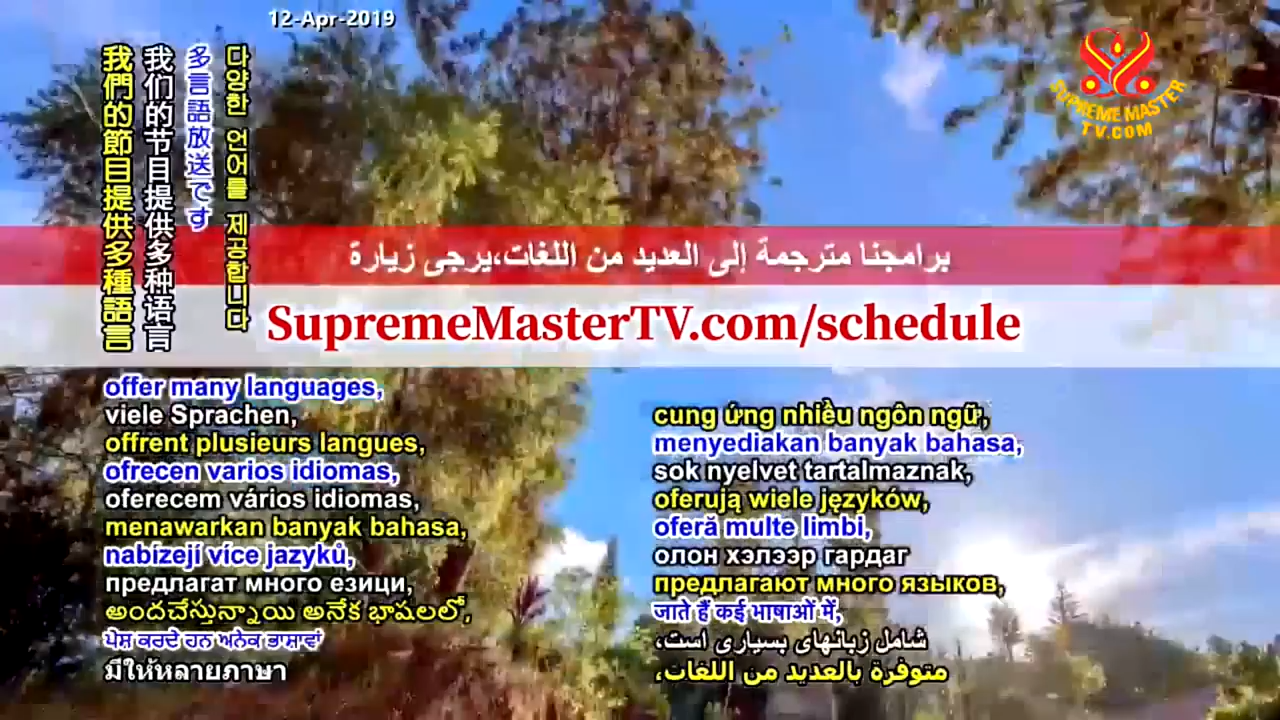 12-Apr-2019
SUPREME MASTER
TV.COM
我們的節目提供多種語言
我们的节目提供多种语言
多言語放送です
다양한 언어를 제공합니다
برامجنا مترجمة إلى العديد من اللغات،يرجى زيارة
SupremeMasterTV.com/schedule
offer many languages,
viele Sprachen,
offrent plusieurs langues,
ofrecen varios idiomas,
oferecem vários idiomas,
menawarkan banyak bahasa,
nabízejí více jazyků,
предлагат много езици,
అందచేస్తున్నాయి అనేక భాషలలో,
ਪੇਸ਼ ਕਰਦੇ ਹਨ ਅਨੇਕ ਭਾਸ਼ਾਵਾਂ
มีให้หลายภาษา
cung ứng nhiều ngôn ngữ,
menyediakan banyak bahasa,
sok nyelvet tartalmaznak,
oferują wiele języków,
oferă multe limbi,
олон хэлээр гардаг
предлагают много языков,
जाते हैं कई भाषाओं में,
شامل زبانهای بسیاری است،
متوفرة بالعديد من اللغات،